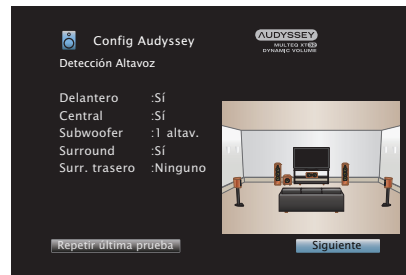 Config Audyssey
AUDYSSEY
MULTEQ XT32
DYNAMIC VOLUME
Detección Altavoz
Delantero :Sí
Central :Sí
Subwoofer :1 altav.
Surround :Sí
Surr. trasero :Ninguno
Repetir última prueba
Siguiente